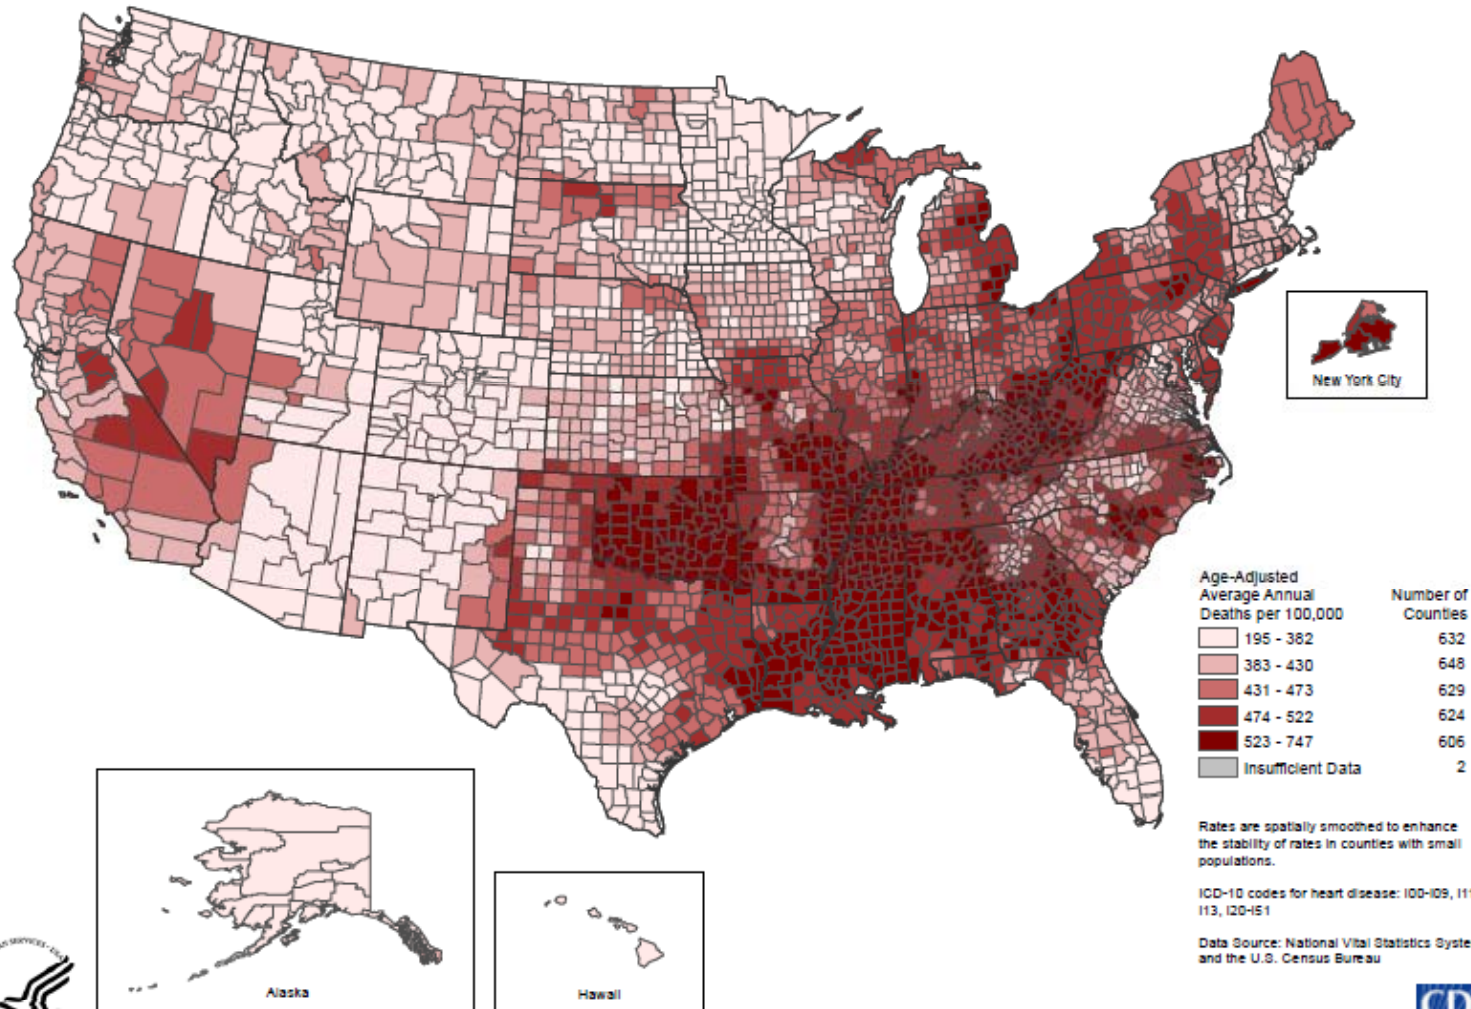 New York City
Age-Adjusted
Average Annual
Deaths per 100,000
Number of
Counties
195 - 382 632
383 - 430 648
431 - 473 629
474 - 522 624
523 - 747 606
Insufficient Data 2
Rates are spatially smoothed to enhance
the stability of rates in counties with small
populations.
ICD-10 codes for heart disease: I00-I09, I11
I13, I20-I51
Data Source: National Vital Statistics Syste
and the U.S. Census Bureau
Alaska
Hawaii
CD